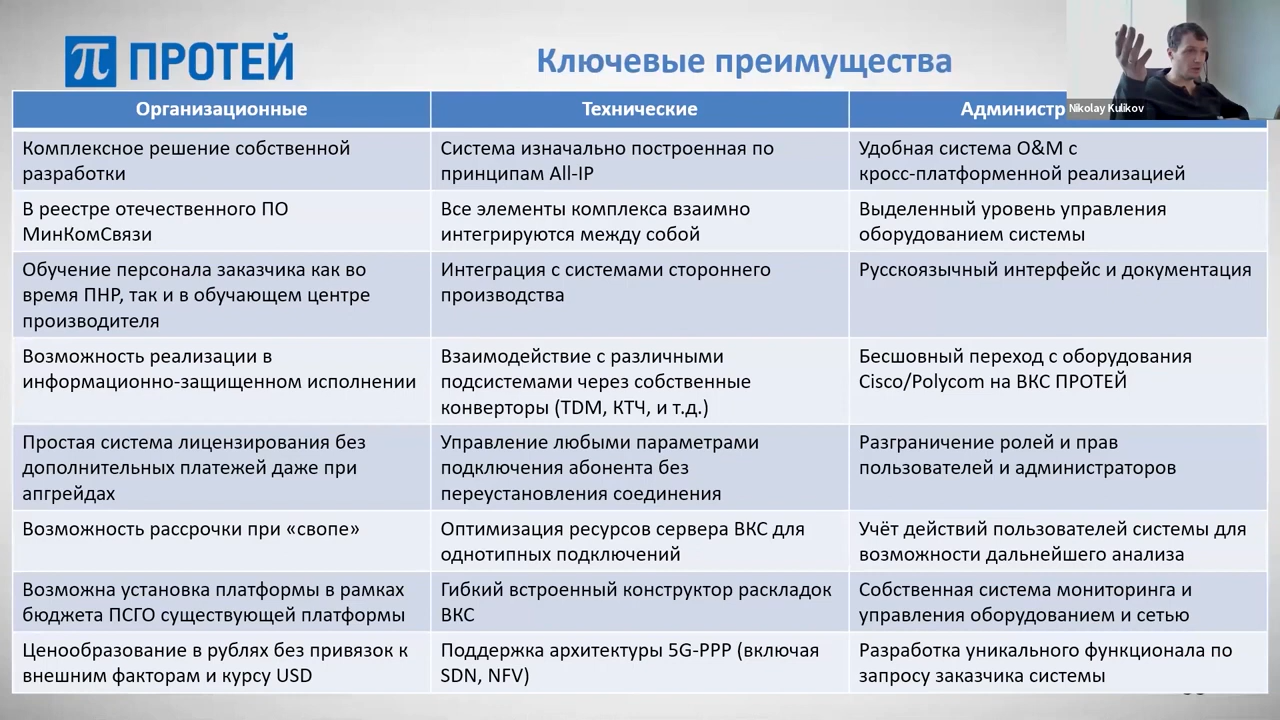 π ПРОТЕЙ
Ключевые преимущества
Nikolay Kulikov
Организационные
Технические
Администр
Комплексное решение собственной
разработки
Система изначально построенная по
принципам All-IP
Удобная система O&M с
кросс-платформенной реализацией
В реестре отечественного ПО
МинКомСвязи
Все элементы комплекса взаимно
интегрируются между собой
Выделенный уровень управления
оборудованием системы
Обучение персонала заказчика как во
время ПНР, так и в обучающем центре
производителя
Интеграция с системами стороннего
производства
Русскоязычный интерфейс и документация
Возможность реализации в
информационно-защищенном исполнении
Взаимодействие с различными
подсистемами через собственные
конверторы (TDM, КТЧ, и т.д.)
Бесшовный переход с оборудования
Cisco/Polycom на ВКС ПРОТЕЙ
Простая система лицензирования без
дополнительных платежей даже при
апгрейдах
Управление любыми параметрами
подключения абонента без
переустановления соединения
Разграничение ролей и прав
пользователей и администраторов
Возможность рассрочки при «свопе»
Оптимизация ресурсов сервера ВКС для
однотипных подключений
Учёт действий пользователей системы для
возможности дальнейшего анализа
Возможна установка платформы в рамках
бюджета ПСГО существующей платформы
Гибкий встроенный конструктор раскладок
ВКС
Собственная система мониторинга и
управления оборудованием и сетью
Ценообразование в рублях без привязок к
внешним факторам и курсу USD
Поддержка архитектуры 5G-PPP (включая
SDN, NFV)
Разработка уникального функционала по
запросу заказчика системы